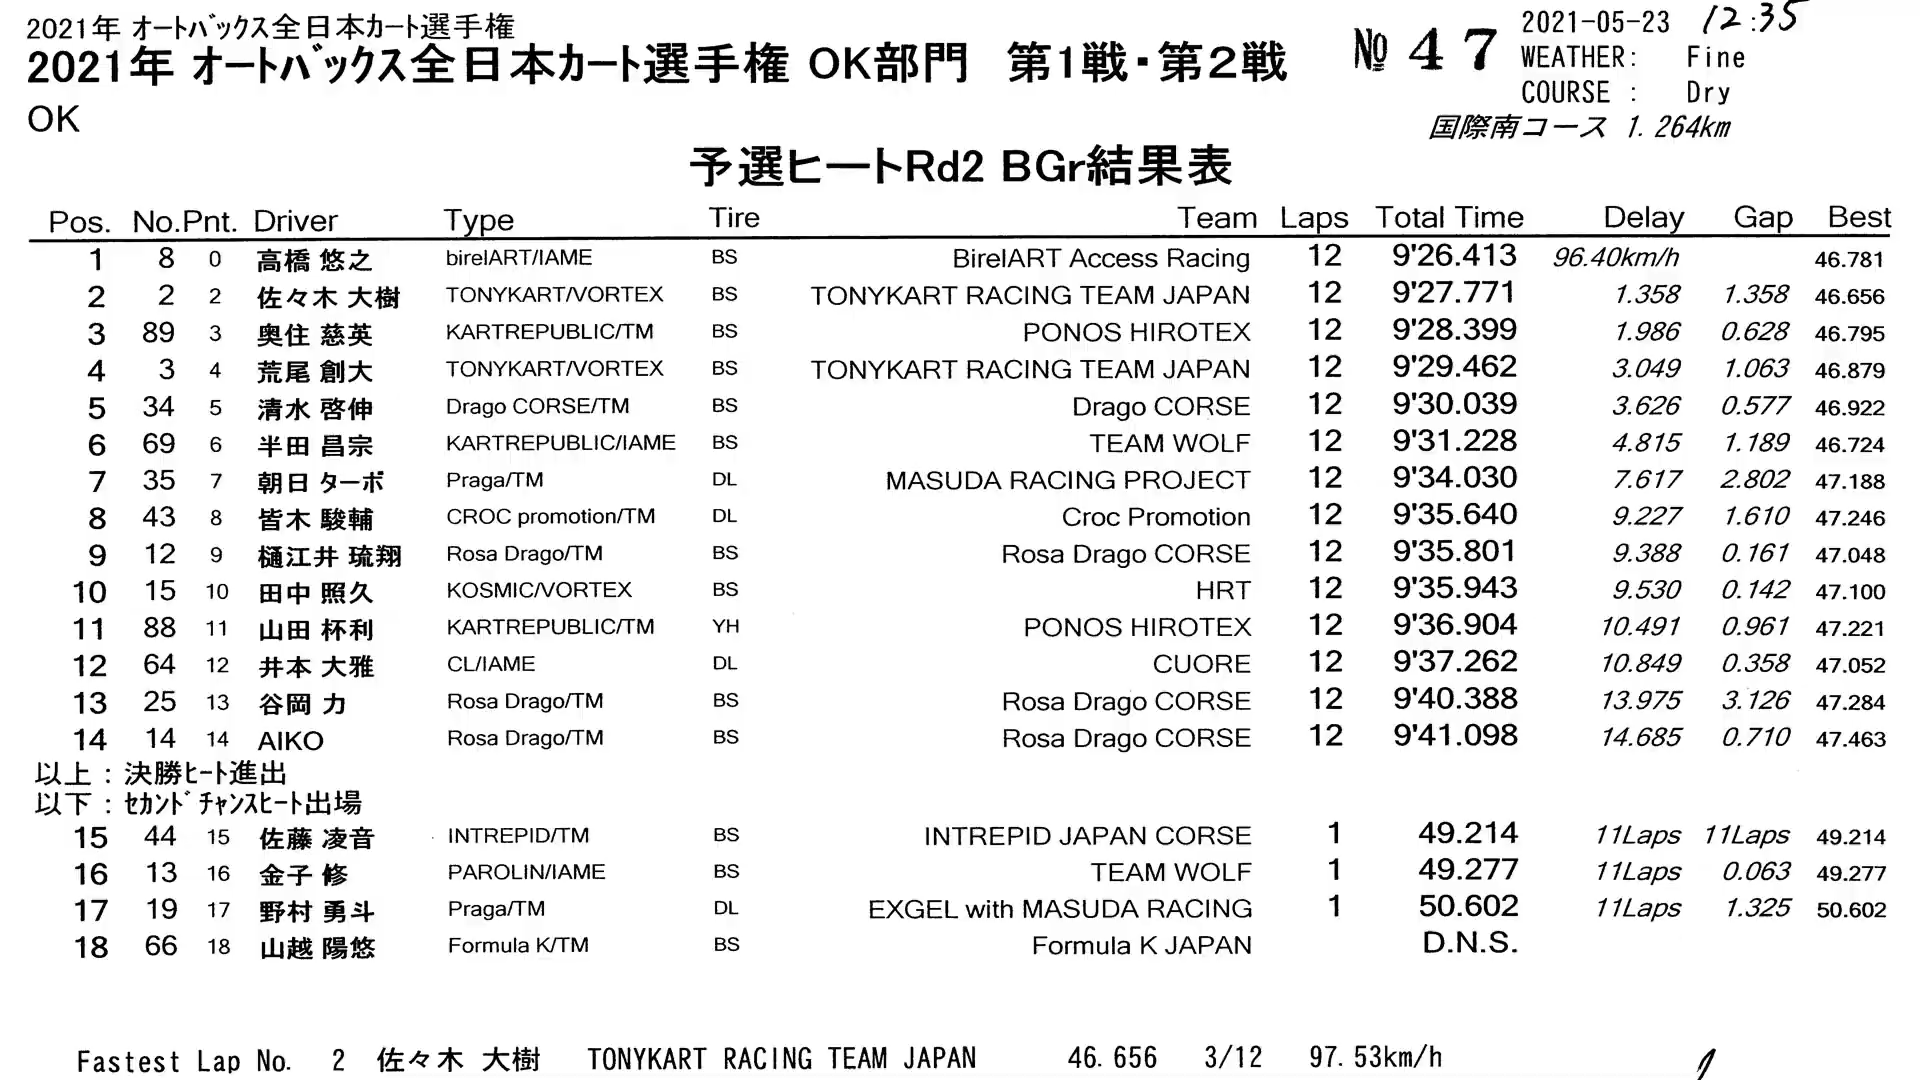 2021年 オートバックス全日本カート選手権
2021年 オートバックス全日本カート選手権 OK部門 第1戦・第2戦
OK
№ 47
2021-05-23 12:35
WEATHER: Fine
COURSE : Dry
国際南コース 1.264km
予選ヒートRd2 BGr結果表
Pos. No. Pnt. Driver Type Tire Team Laps Total Time Delay Gap Best
1 8 0 高橋 悠之 birelART/IAME BS BirelART Access Racing 12 9'26.413 96.40km/h 46.781
2 2 2 佐々木 大樹 TONYKART/VORTEX BS TONYKART RACING TEAM JAPAN 12 9'27.771 1.358 1.358 46.656
3 89 3 奥住 慈英 KARTREPUBLIC/TM BS PONOS HIROTEX 12 9'28.399 1.986 0.628 46.795
4 3 4 荒尾 創大 TONYKART/VORTEX BS TONYKART RACING TEAM JAPAN 12 9'29.462 3.049 1.063 46.879
5 34 5 清水 啓伸 Drago CORSE/TM BS Drago CORSE 12 9'30.039 3.626 0.577 46.922
6 69 6 半田 昌宗 KARTREPUBLIC/IAME BS TEAM WOLF 12 9'31.228 4.815 1.189 46.724
7 35 7 朝日 ターボ Praga/TM DL MASUDA RACING PROJECT 12 9'34.030 7.617 2.802 47.188
8 43 8 皆木 駿輔 CROC promotion/TM DL Croc Promotion 12 9'35.640 9.227 1.610 47.246
9 12 9 樋江井 琉翔 Rosa Drago/TM BS Rosa Drago CORSE 12 9'35.801 9.388 0.161 47.048
10 15 10 田中 照久 KOSMIC/VORTEX BS HRT 12 9'35.943 9.530 0.142 47.100
11 88 11 山田 杯利 KARTREPUBLIC/TM YH PONOS HIROTEX 12 9'36.904 10.491 0.961 47.221
12 64 12 井本 大雅 CL/IAME DL CUORE 12 9'37.262 10.849 0.358 47.052
13 25 13 谷岡 力 Rosa Drago/TM BS Rosa Drago CORSE 12 9'40.388 13.975 3.126 47.284
14 14 14 AIKO Rosa Drago/TM BS Rosa Drago CORSE 12 9'41.098 14.685 0.710 47.463
以上：決勝ﾋｰﾄ進出
以下：ｾｶﾝﾄﾞﾁｬﾝｽﾋｰﾄ出場
15 44 15 佐藤 凌音 INTREPID/TM BS INTREPID JAPAN CORSE 1 49.214 11Laps 11Laps 49.214
16 13 16 金子 修 PAROLIN/IAME BS TEAM WOLF 1 49.277 11Laps 0.063 49.277
17 19 17 野村 勇斗 Praga/TM DL EXGEL with MASUDA RACING 1 50.602 11Laps 1.325 50.602
18 66 18 山越 陽悠 Formula K/TM BS Formula K JAPAN D.N.S.
Fastest Lap No. 2 佐々木 大樹 TONYKART RACING TEAM JAPAN 46.656 3/12 97.53km/h